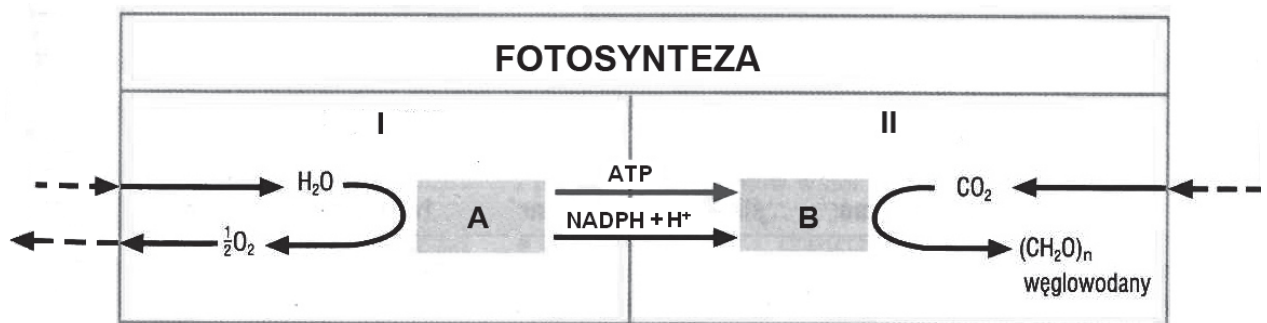 FOTOSYNTEZA
I II
H₂O A ATP B CO₂
NADPH + H⁺
½O₂ (CH₂O)ₙ
węglowodany